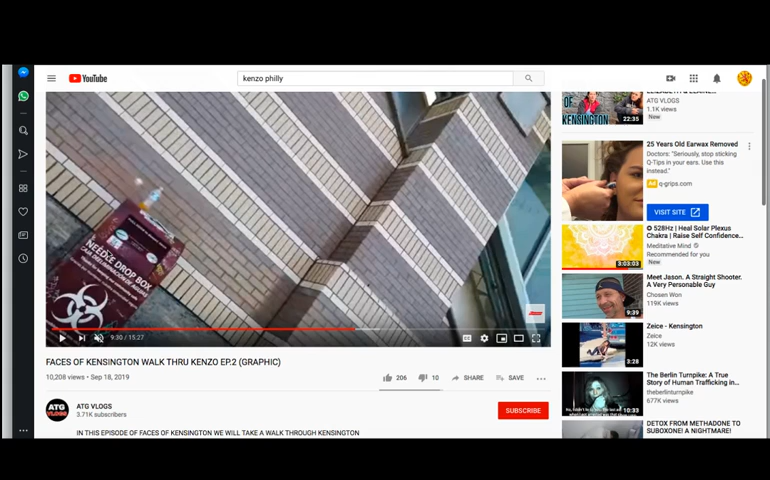 YouTube
kenzo philly
NEEDLE DROP BOX
9:30 / 15:27
FACES OF KENSINGTON WALK THRU KENZO EP.2 (GRAPHIC)
10,208 views • Sep 18, 2019
206
10
SHARE
SAVE
ATG VLOGS
ATG VLOGS
3.71K subscribers
SUBSCRIBE
IN THIS EPISODE OF FACES OF KENSINGTON WE WILL TAKE A WALK THROUGH KENSINGTON
OF
KENSINGTON
22:35
ATG VLOGS
1.1K views
New
25 Years Old Earwax Removed
Doctors: "Seriously, stop sticking
Q-Tips in your ears. Use this
instead."
Ad q-grips.com
VISIT SITE
528Hz | Heal Solar Plexus
Chakra | Raise Self Confidence...
Meditative Mind
Recommended for you
New
3:03:03
Meet Jason. A Straight Shooter.
A Very Personable Guy
Chosen Won
119K views
9:39
Zeice - Kensington
Zeice
12K views
3:28
The Berlin Turnpike: A True
Story of Human Trafficking in...
theberlinturnpike
677K views
10:33
DETOX FROM METHADONE TO
SUBOXONE! A NIGHTMARE!